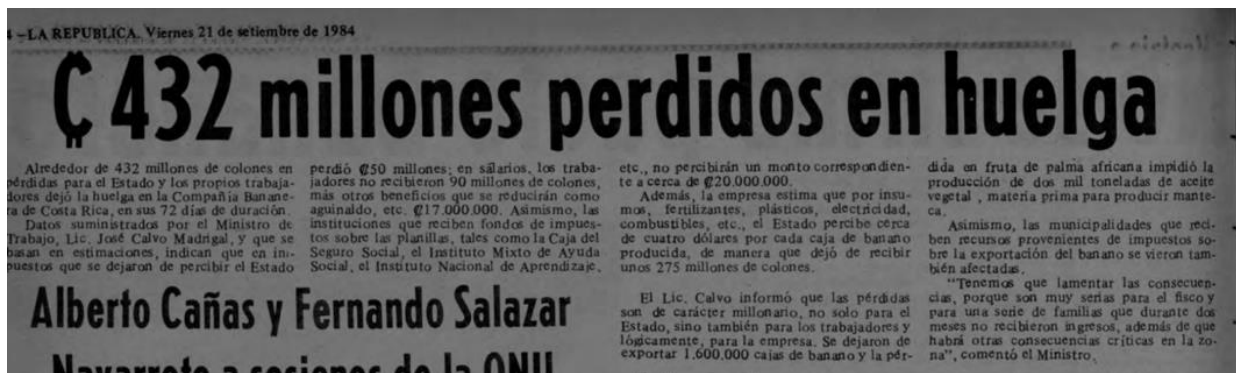 4 –LA REPUBLICA. Viernes 21 de setiembre de 1984
₡ 432 millones perdidos en huelga
Alrededor de 432 millones de colones en
pérdidas para el Estado y los propios trabaja-
dores dejó la huelga en la Compañía Banane-
ra de Costa Rica, en sus 72 días de duración.
Datos suministrados por el Ministro de
Trabajo, Lic. José Calvo Madrigal, y que se
basan en estimaciones, indican que en im-
puestos que se dejaron de percibir el Estado
perdió ₡50 millones; en salarios, los traba-
jadores no recibieron 90 millones de colones,
más otros beneficios que se reducirán como
aguinaldo, etc. ₡17.000.000. Asimismo, las
instituciones que reciben fondos de impues-
tos sobre las planillas, tales como la Caja del
Seguro Social, el Instituto Mixto de Ayuda
Social, el Instituto Nacional de Aprendizaje,
etc., no percibirán un monto correspondien-
te a cerca de ₡20.000.000.
Además, la empresa estima que por insu-
mos, fertilizantes, plásticos, electricidad,
combustibles, etc., el Estado percibe cerca
de cuatro dólares por cada caja de banano
producida, de manera que dejó de recibir
unos 275 millones de colones.
El Lic. Calvo informó que las pérdidas
son de carácter millonario, no solo para el
Estado, sino también para los trabajadores y
lógicamente, para la empresa. Se dejaron de
exportar 1.600.000 cajas de banano y la pér-
dida en fruta de palma africana impidió la
producción de dos mil toneladas de aceite
vegetal , materia prima para producir mante-
ca.
Asimismo, las municipalidades que reci-
ben recursos provenientes de impuestos so-
bre la exportación del banano se vieron tam-
bién afectadas.
"Tenemos que lamentar las consecuen-
cias, porque son muy serias para el fisco y
para una serie de familias que durante dos
meses no recibieron ingresos, además de que
habrá otras consecuencias críticas en la zo-
na", comentó el Ministro.
Alberto Cañas y Fernando Salazar
Navarrete a sesiones de la ONU